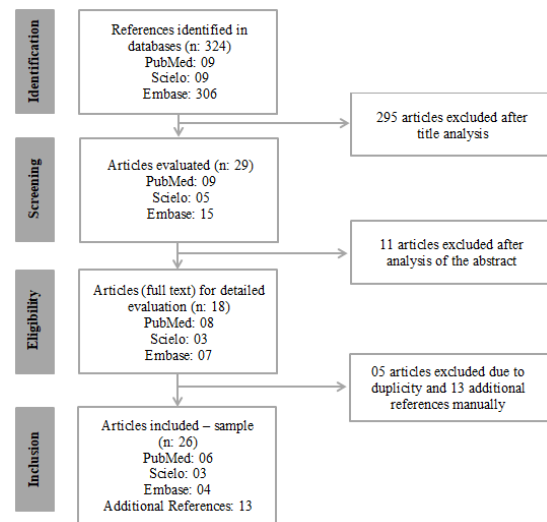 Identification
References identified in
databases (n: 324)
PubMed: 09
Scielo: 09
Embase: 306
295 articles excluded after
title analysis
Screening
Articles evaluated (n: 29)
PubMed: 09
Scielo: 05
Embase: 15
11 articles excluded after
analysis of the abstract
Eligibility
Articles (full text) for detailed
evaluation (n: 18)
PubMed: 08
Scielo: 03
Embase: 07
05 articles excluded due to
duplicity and 13 additional
references manually
Inclusion
Articles included – sample
(n: 26)
PubMed: 06
Scielo: 03
Embase: 04
Additional References: 13